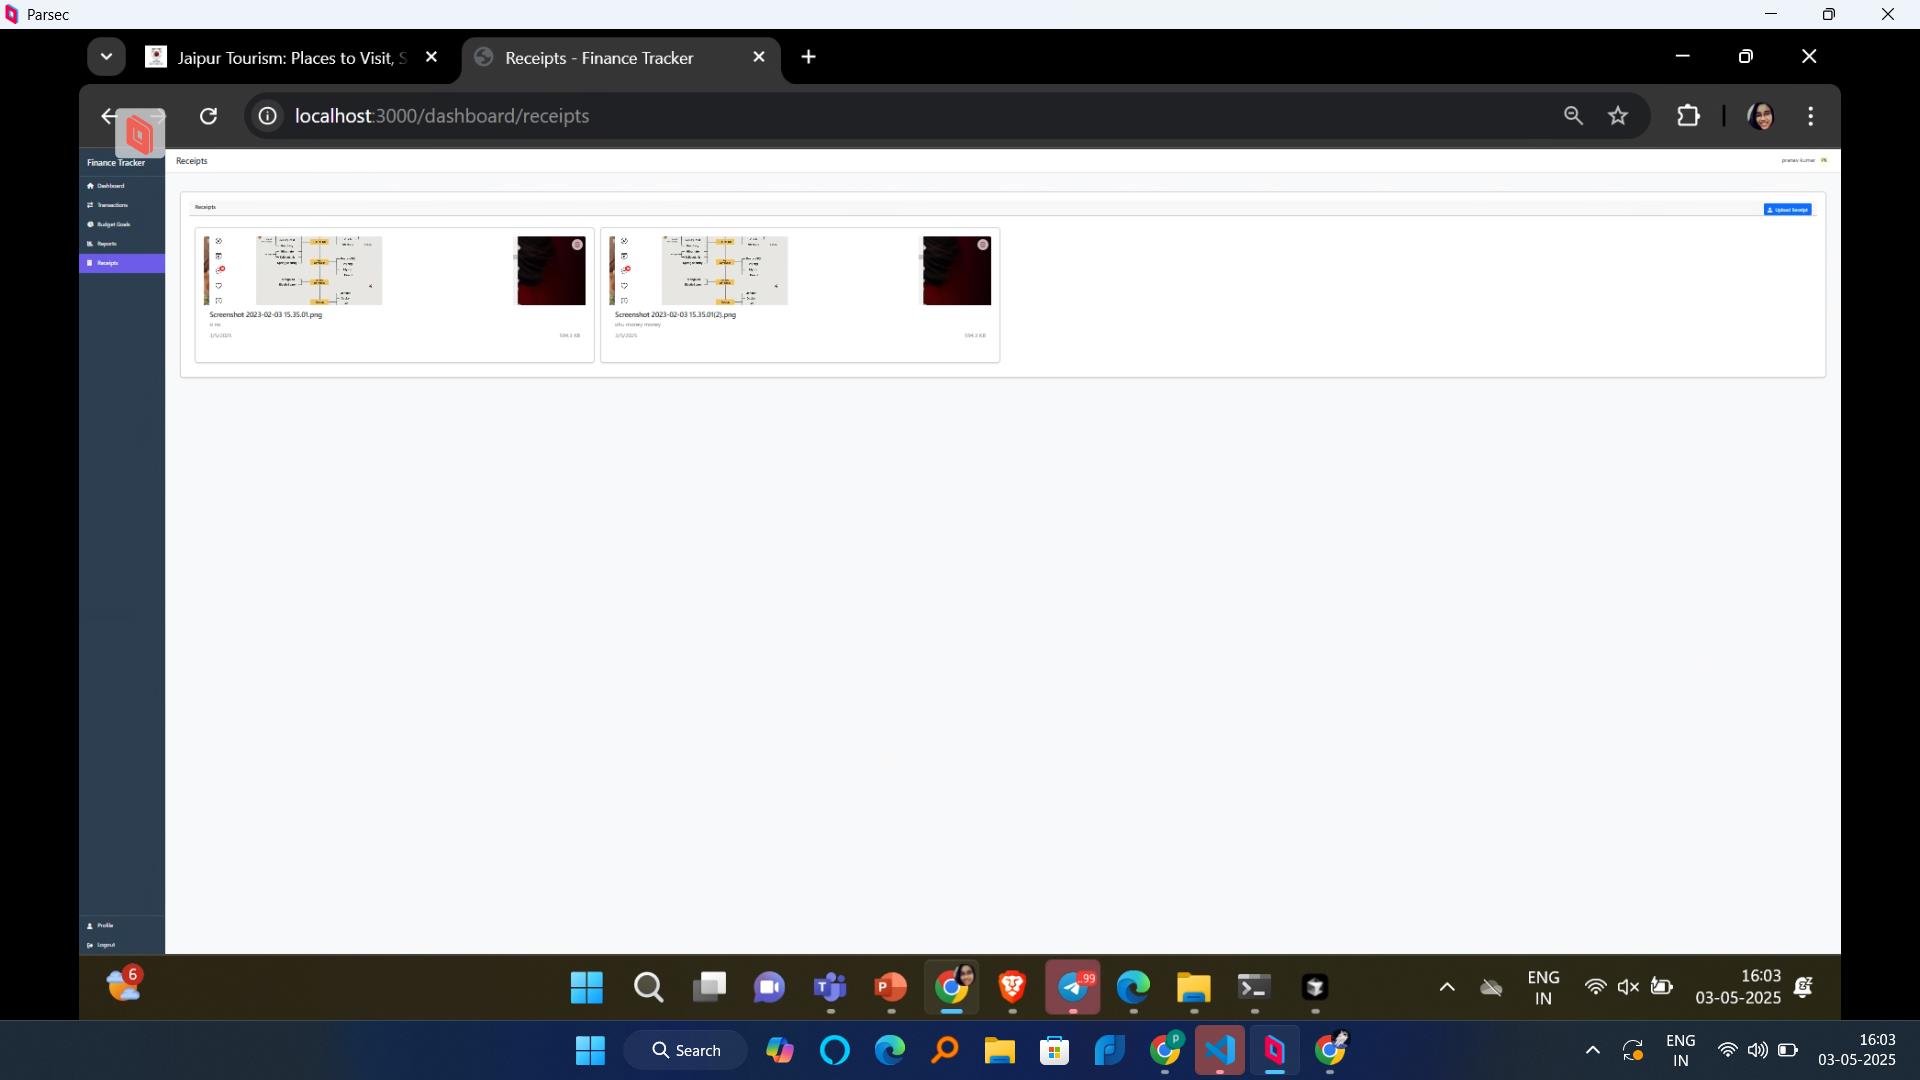 Parsec
Jaipur Tourism: Places to Visit, S
Receipts - Finance Tracker
localhost:3000/dashboard/receipts
Finance Tracker
Receipts
pranav kumar
PK
Dashboard
Transactions
Budget Goals
Reports
Receipts
Receipts
Upload Receipt
Screenshot 2023-02-03 15.35.01.png
3/5/2025
594.3 KB
Screenshot 2023-02-03 15.35.01(2).png
uhu money money
3/5/2025
594.3 KB
Profile
Logout
6
.99
ENG
IN
16:03
03-05-2025
Search
P
ENG
IN
16:03
03-05-2025